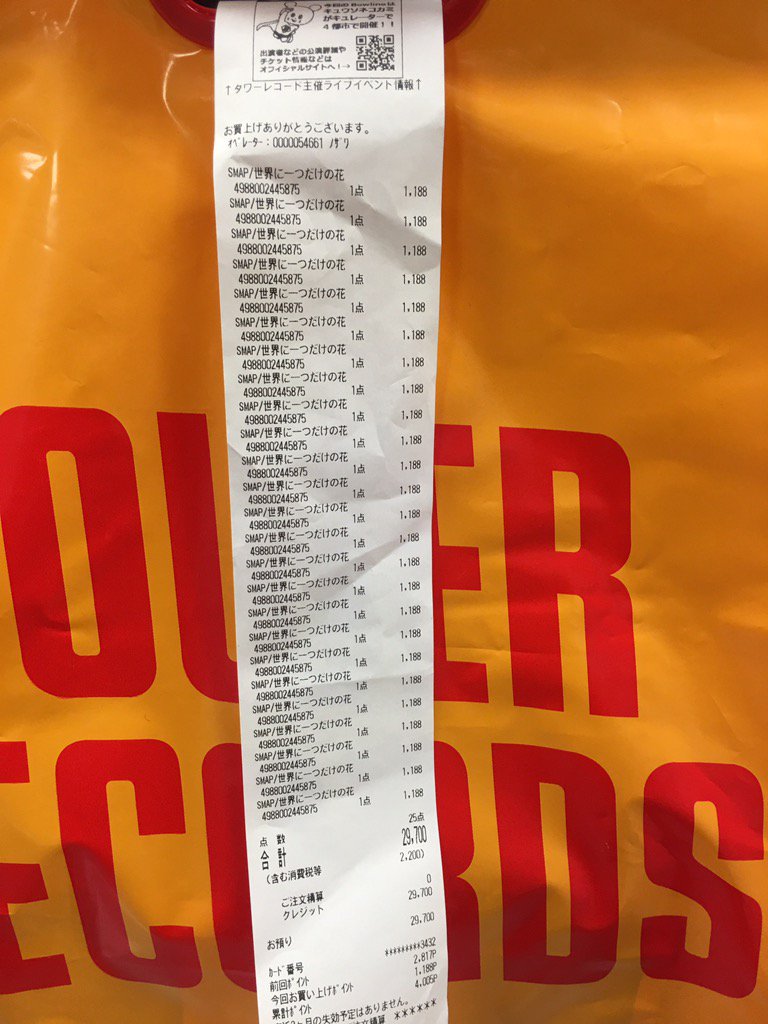 今回の Bowlineは
キュウソネコカミ
がキュレーターで
4都市で開催!!
出演者などの公演詳細や
チケット情報などは
オフィシャルサイトへ!→
↑タワーレコード主催ライブイベント情報↑
お買上げありがとうございます。
オペレーター:0000054661 ノザワ
SMAP/世界に一つだけの花
4988002445875 1点 1,188
SMAP/世界に一つだけの花
4988002445875 1点 1,188
SMAP/世界に一つだけの花
4988002445875 1点 1,188
SMAP/世界に一つだけの花
4988002445875 1点 1,188
SMAP/世界に一つだけの花
4988002445875 1点 1,188
SMAP/世界に一つだけの花
4988002445875 1点 1,188
SMAP/世界に一つだけの花
4988002445875 1点 1,188
SMAP/世界に一つだけの花
4988002445875 1点 1,188
SMAP/世界に一つだけの花
4988002445875 1点 1,188
SMAP/世界に一つだけの花
4988002445875 1点 1,188
SMAP/世界に一つだけの花
4988002445875 1点 1,188
SMAP/世界に一つだけの花
4988002445875 1点 1,188
SMAP/世界に一つだけの花
4988002445875 1点 1,188
SMAP/世界に一つだけの花
4988002445875 1点 1,188
SMAP/世界に一つだけの花
4988002445875 1点 1,188
SMAP/世界に一つだけの花
4988002445875 1点 1,188
SMAP/世界に一つだけの花
4988002445875 1点 1,188
SMAP/世界に一つだけの花
4988002445875 1点 1,188
SMAP/世界に一つだけの花
4988002445875 1点 1,188
SMAP/世界に一つだけの花
4988002445875 1点 1,188
SMAP/世界に一つだけの花
4988002445875 1点 1,188
SMAP/世界に一つだけの花
4988002445875 1点 1,188
SMAP/世界に一つだけの花
4988002445875 1点 1,188
SMAP/世界に一つだけの花
4988002445875 1点 1,188
SMAP/世界に一つだけの花
4988002445875 1点 1,188
点 数 25点
合 計 29,700
(含む消費税等 2,200)
ご注文精算 0
クレジット 29,700
お預り 29,700
カード番号 *********3432
前回ポイント 2,817P
今回お買い上げポイント 1,188P
累計ポイント 4,005P
月の失効予定はありません。
注文精算 ******
OWER
ECORDS